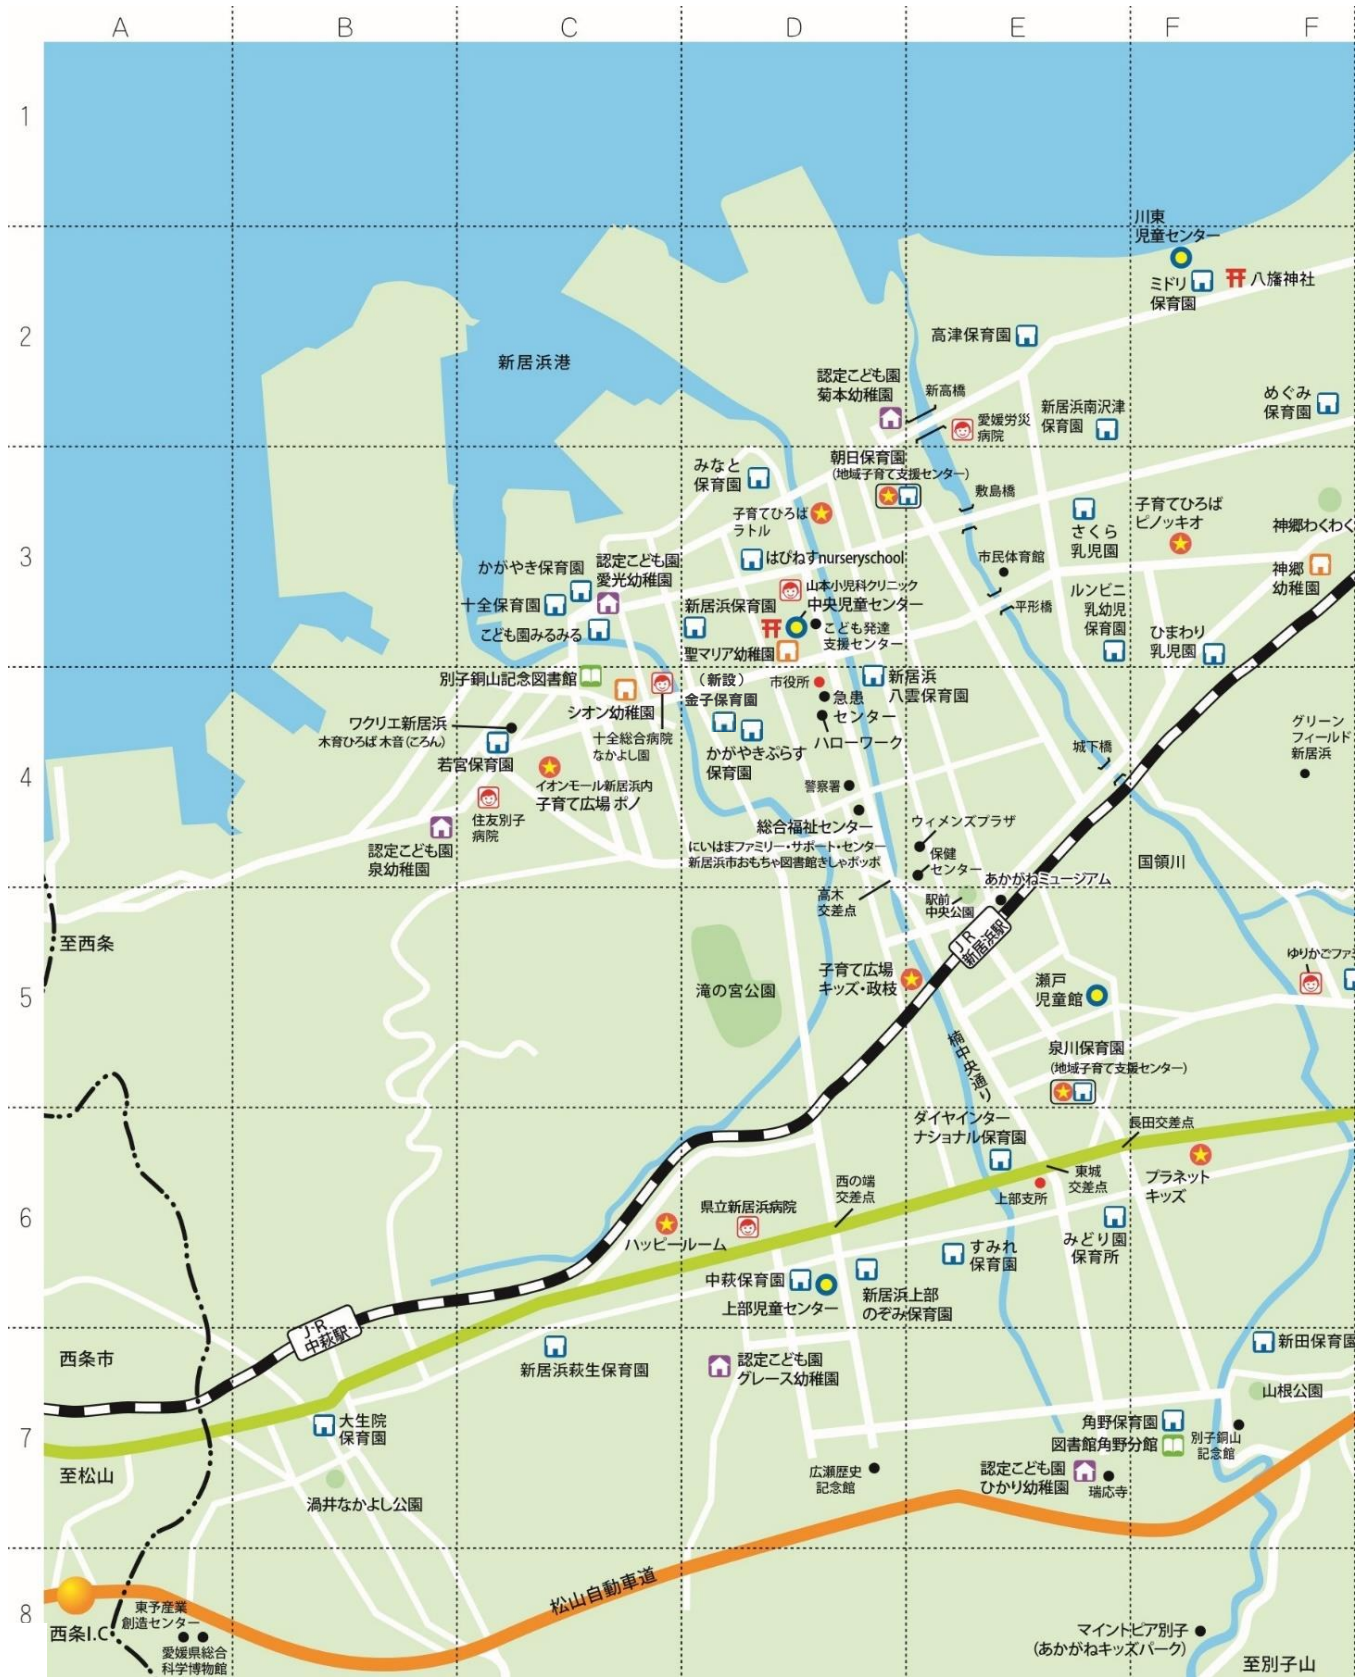 A
B
C
D
E
F
F
1
川東
児童センター
ミドリ
保育園
八旛神社
2
高津保育園
新居浜港
認定こども園
菊本幼稚園
新高橋
愛媛労災
病院
新居浜南沢津
保育園
めぐみ
保育園
みなと
保育園
朝日保育園
(地域子育て支援センター)
敷島橋
子育てひろば
ラトル
さくら
乳児園
子育てひろば
ピノッキオ
神郷わくわく
3
はぴねすnurseryschool
市民体育館
神郷
幼稚園
かがやき保育園
認定こども園
愛光幼稚園
山本小児科クリニック
十全保育園
新居浜保育園
中央児童センター
平形橋
ルンビニ
乳幼児
保育園
こども園みるみる
こども発達
支援センター
ひまわり
乳児園
聖マリア幼稚園
別子銅山記念図書館
(新設)
金子保育園
市役所
新居浜
八雲保育園
シオン幼稚園
急患
センター
ワクリエ新居浜
木育ひろば 木音(ころん)
十全総合病院
なかよし園
ハローワーク
かがやきぷらす
保育園
グリーン
フィールド
新居浜
城下橋
4
若宮保育園
イオンモール新居浜内
子育て広場 ポノ
警察署
住友別子
病院
総合福祉センター
ウィメンズプラザ
にいはまファミリー・サポート・センター
新居浜市おもちゃ図書館きしゃポッポ
認定こども園
泉幼稚園
保健
センター
国領川
あかがねミュージアム
高木
交差点
駅前
中央公園
至西条
JR
新居浜駅
ゆりかごファミ
子育て広場
キッズ・政枝
瀬戸
児童館
5
滝の宮公園
楠中央通り
泉川保育園
(地域子育て支援センター)
ダイヤインター
ナショナル保育園
長田交差点
西の端
交差点
東城
交差点
プラネット
キッズ
上部支所
県立新居浜病院
6
ハッピールーム
みどり園
保育所
すみれ
保育園
中萩保育園
上部児童センター
新居浜上部
のぞみ保育園
JR
中萩駅
西条市
新居浜萩生保育園
認定こども園
グレース幼稚園
新田保育園
山根公園
大生院
保育園
角野保育園
図書館角野分館
別子銅山
記念館
7
至松山
渦井なかよし公園
広瀬歴史
記念館
認定こども園
ひかり幼稚園
瑞応寺
松山自動車道
東予産業
創造センター
8
西条I.C
愛媛県総合
科学博物館
マイントピア別子
(あかがねキッズパーク)
至別子山